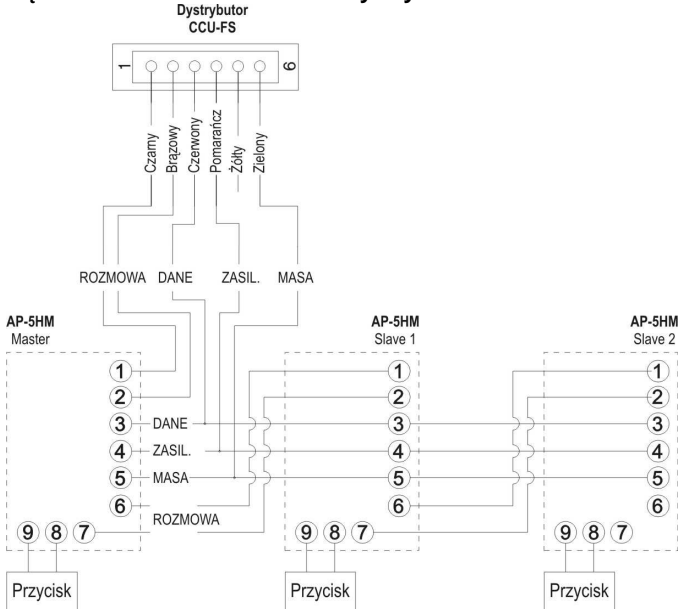 Dystrybutor
CCU-FS
1 6
Czarny
Brązowy
Czerwony
Pomarańcz
Żółty
Zielony
ROZMOWA DANE ZASIL. MASA
AP-5HM
Master
1
2
3 DANE
4 ZASIL.
5 MASA
6
ROZMOWA
9 8 7
Przycisk
AP-5HM
Slave 1
1
2
3
4
5
6
9 8 7
Przycisk
AP-5HM
Slave 2
1
2
3
4
5
6
9 8 7
Przycisk